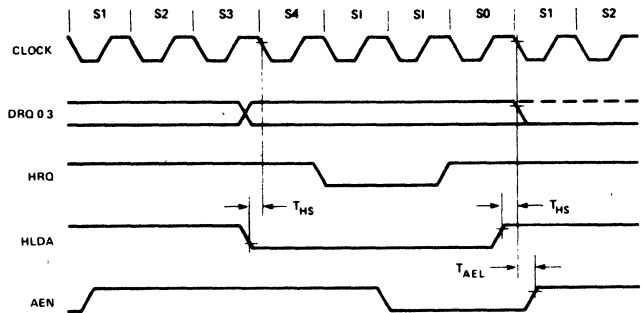 S1 S2 S3 S4 SI SI S0 S1 S2
CLOCK
DRQ 0 3
HRQ
THS THS
HLDA
TAEL
AEN